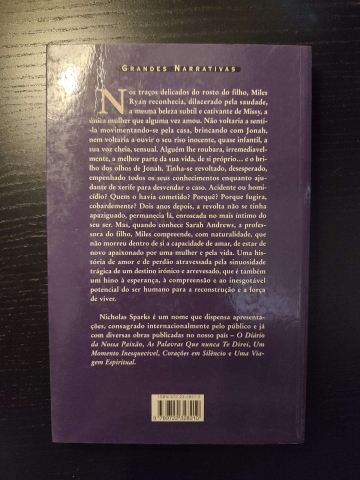 GRANDES NARRATIVAS
Nos traços delicados do rosto do filho, Miles
Ryan reconhecia, dilacerado pela saudade,
a mesma beleza subtil e cativante de Missy, a
única mulher que alguma vez amou. Não voltaria a senti-
-la movimentando-se pela casa, brincando com Jonah,
nem voltaria a ouvir o seu riso inocente, quase infantil, a
sua voz cheia, sensual. Alguém lhe roubara, irremediavel-
mente, a melhor parte da sua vida, de si próprio... e o bri-
lho dos olhos de Jonah. Tinha-se revoltado, desesperado,
empenhado todos os seus conhecimentos enquanto aju-
dante de xerife para desvendar o caso. Acidente ou homi-
cídio? Quem o havia cometido? Porquê? Porque fugira,
cobardemente? Dois anos depois, a revolta não se tinha
apaziguado, permanecia lá, enroscada no mais íntimo do
seu ser. Mas, quando conhece Sarah Andrews, a profes-
sora do filho, Miles compreende, com naturalidade, que
não morreu dentro de si a capacidade de amar, de estar de
novo apaixonado por uma mulher e pela vida. Uma
história de amor e de perdão atravessada pela sinuosidade
trágica de um destino irónico e arrevesado, que é também
um hino à esperança, à compreensão e ao inesgotável
potencial do ser humano para a reconstrução e a força
de viver.
Nicholas Sparks é um nome que dispensa apresen-
tações, consagrado internacionalmente pelo público e já
com diversas obras publicadas no nosso país – O Diário
da Nossa Paixão, As Palavras Que nunca Te Direi, Um
Momento Inesquecível, Corações em Silêncio e Uma Via-
gem Espiritual.